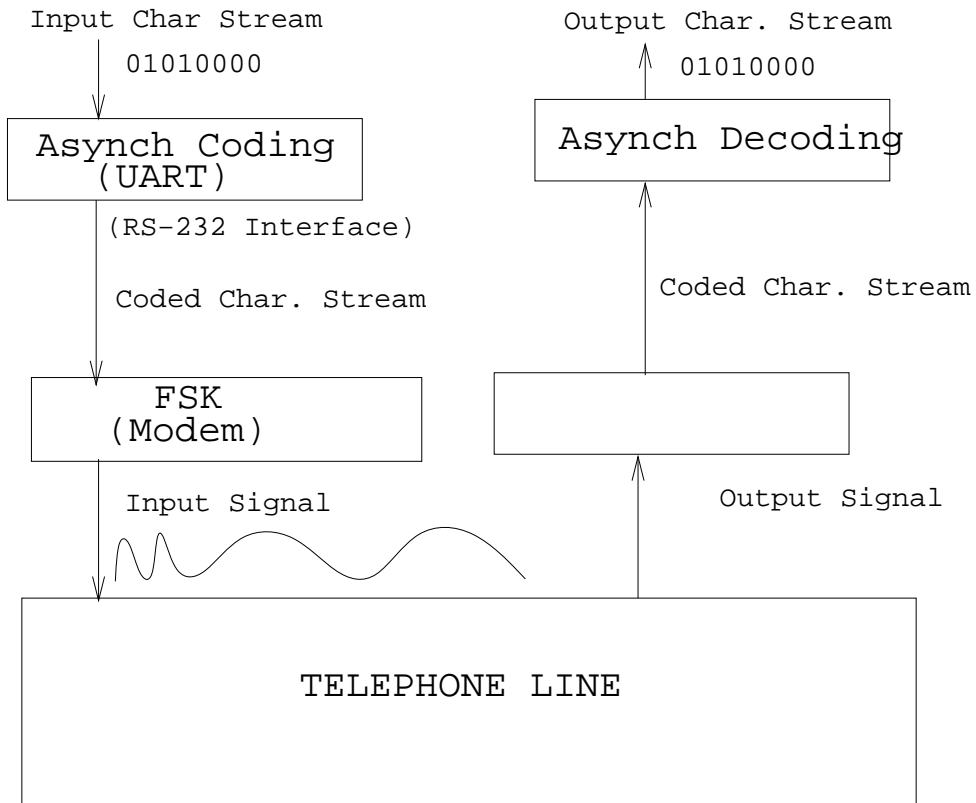 Input Char Stream
01010000
Asynch Coding
(UART)
(RS-232 Interface)
Coded Char. Stream
FSK
(Modem)
Input Signal
Output Char. Stream
01010000
Asynch Decoding
Coded Char. Stream
Output Signal
TELEPHONE LINE